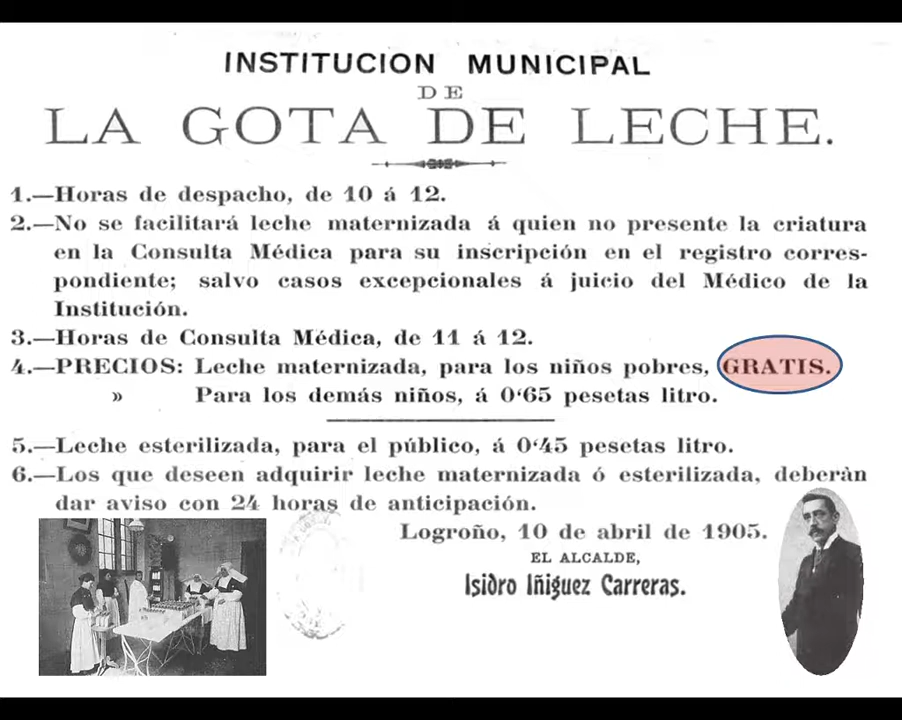 INSTITUCION MUNICIPAL
DE
LA GOTA DE LECHE.
1.—Horas de despacho, de 10 á 12.
2.—No se facilitará leche maternizada á quien no presente la criatura
en la Consulta Médica para su inscripción en el registro corres-
pondiente; salvo casos excepcionales á juicio del Médico de la
Institución.
3.—Horas de Consulta Médica, de 11 á 12.
4.—PRECIOS: Leche maternizada, para los niños pobres, GRATIS.
» Para los demás niños, á 0‘65 pesetas litro.
5.—Leche esterilizada, para el público, á 0‘45 pesetas litro.
6.—Los que deseen adquirir leche maternizada ó esterilizada, deberàn
dar aviso con 24 horas de anticipación.
Logroño, 10 de abril de 1905.
EL ALCALDE,
Isidro Iñiguez Carreras.